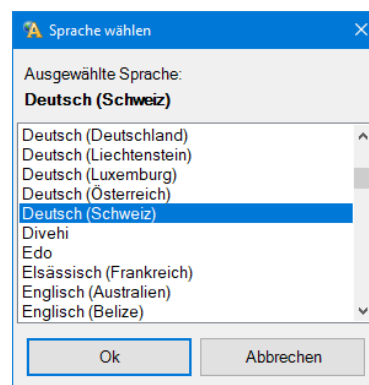 Sprache wählen
Ausgewählte Sprache:
Deutsch (Schweiz)
Deutsch (Deutschland)
Deutsch (Liechtenstein)
Deutsch (Luxemburg)
Deutsch (Österreich)
Deutsch (Schweiz)
Divehi
Edo
Elsässisch (Frankreich)
Englisch (Australien)
Englisch (Belize)
Ok Abbrechen